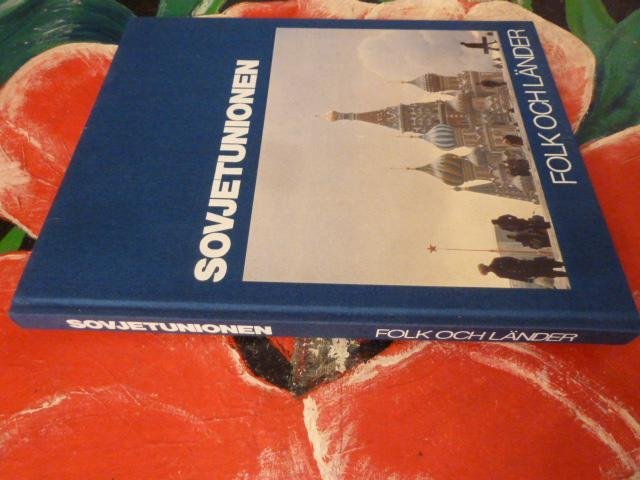 SOVJETUNIONEN
FOLK OCH LÄNDER
SOVJETUNIONEN
FOLK OCH LÄNDER